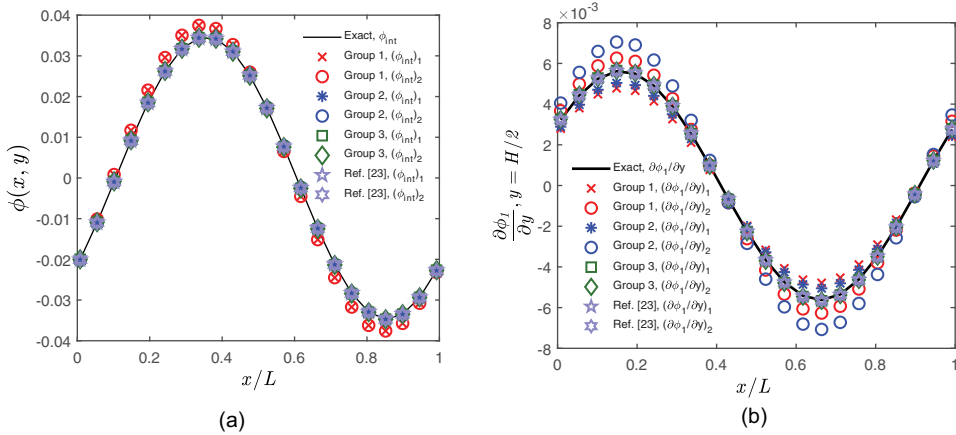 0.04
0.03
0.02
0.01
0
-0.01
-0.02
-0.03
-0.04
ϕ(x, y)
0 0.2 0.4 0.6 0.8 1
x/L
Exact, ϕint
Group 1, (ϕint)1
Group 1, (ϕint)2
Group 2, (ϕint)1
Group 2, (ϕint)2
Group 3, (ϕint)1
Group 3, (ϕint)2
Ref. [23], (ϕint)1
Ref. [23], (ϕint)2
(a)
×10-3
8
6
4
2
0
-2
-4
-6
-8
∂ϕ1/∂y, y = H/2
0 0.2 0.4 0.6 0.8 1
x/L
Exact, ∂ϕ1/∂y
Group 1, (∂ϕ1/∂y)1
Group 1, (∂ϕ1/∂y)2
Group 2, (∂ϕ1/∂y)1
Group 2, (∂ϕ1/∂y)2
Group 3, (∂ϕ1/∂y)1
Group 3, (∂ϕ1/∂y)2
Ref. [23], (∂ϕ1/∂y)1
Ref. [23], (∂ϕ1/∂y)2
(b)